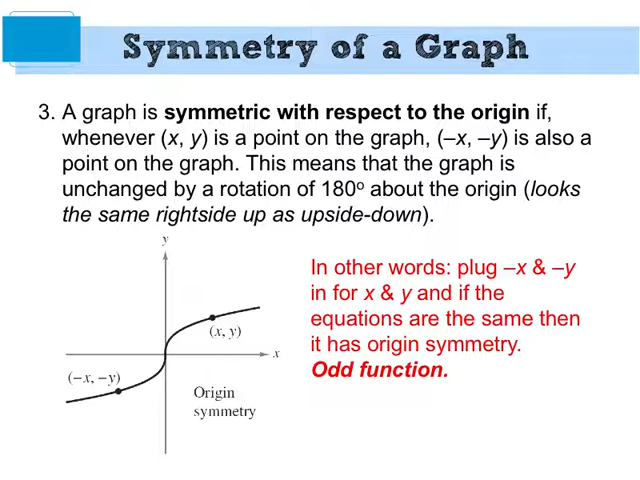 Symmetry of a Graph
3. A graph is symmetric with respect to the origin if,
whenever (x, y) is a point on the graph, (–x, –y) is also a
point on the graph. This means that the graph is
unchanged by a rotation of 180º about the origin (looks
the same rightside up as upside-down).
In other words: plug –x & –y
in for x & y and if the
equations are the same then
it has origin symmetry.
Odd function.
y
(x, y)
x
(−x, −y)
Origin
symmetry